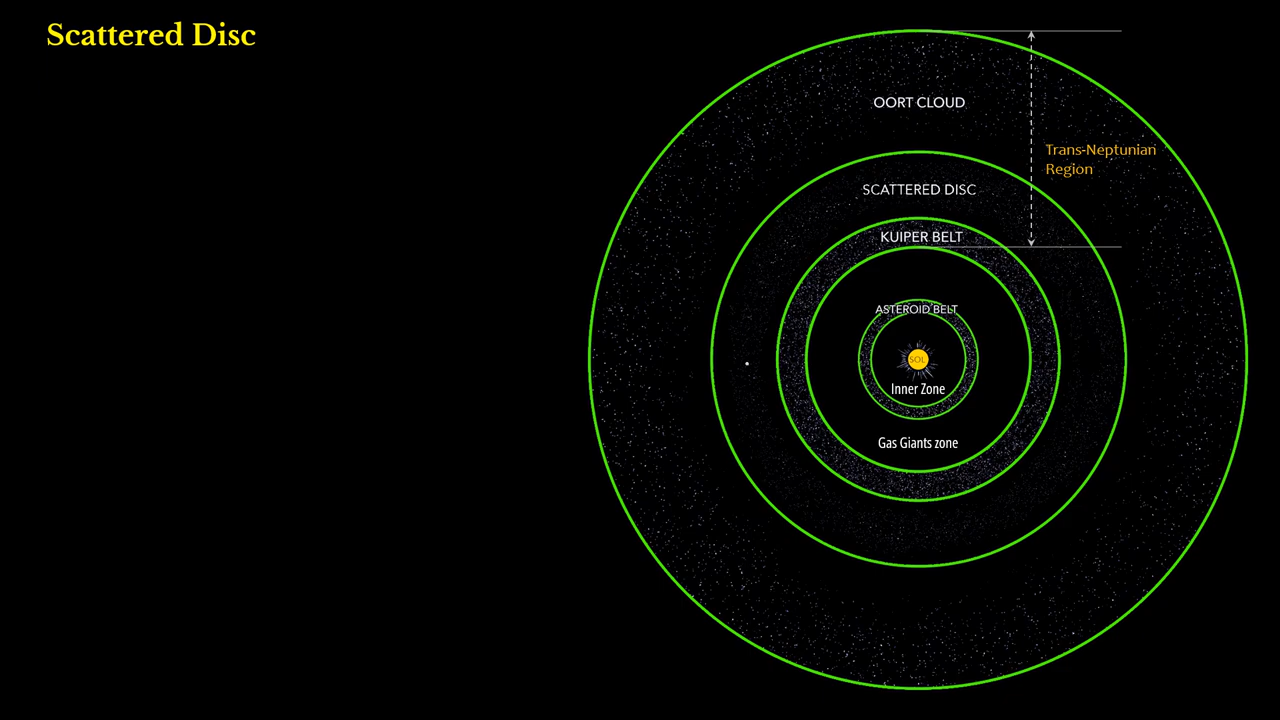 Scattered Disc
OORT CLOUD
Trans-Neptunian
Region
SCATTERED DISC
KUIPER BELT
ASTEROID BELT
SOL
Inner Zone
Gas Giants zone